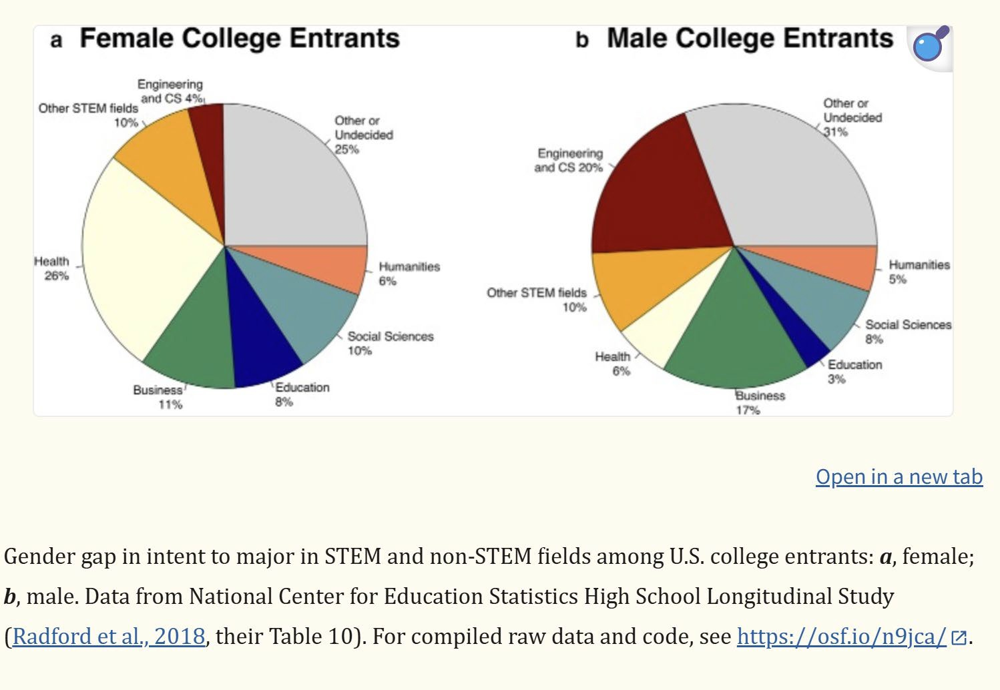 a Female College Entrants
Engineering
and CS 4%
Other STEM fields
10%
Other or
Undecided
25%
Health
26%
Humanities
6%
Social Sciences
10%
Business
11%
Education
8%
b Male College Entrants
Other or
Undecided
31%
Engineering
and CS 20%
Other STEM fields
10%
Humanities
5%
Social Sciences
8%
Health
6%
Education
3%
Business
17%
Open in a new tab
Gender gap in intent to major in STEM and non-STEM fields among U.S. college entrants: a, female;
b, male. Data from National Center for Education Statistics High School Longitudinal Study
(Radford et al., 2018, their Table 10). For compiled raw data and code, see https://osf.io/n9jca/.